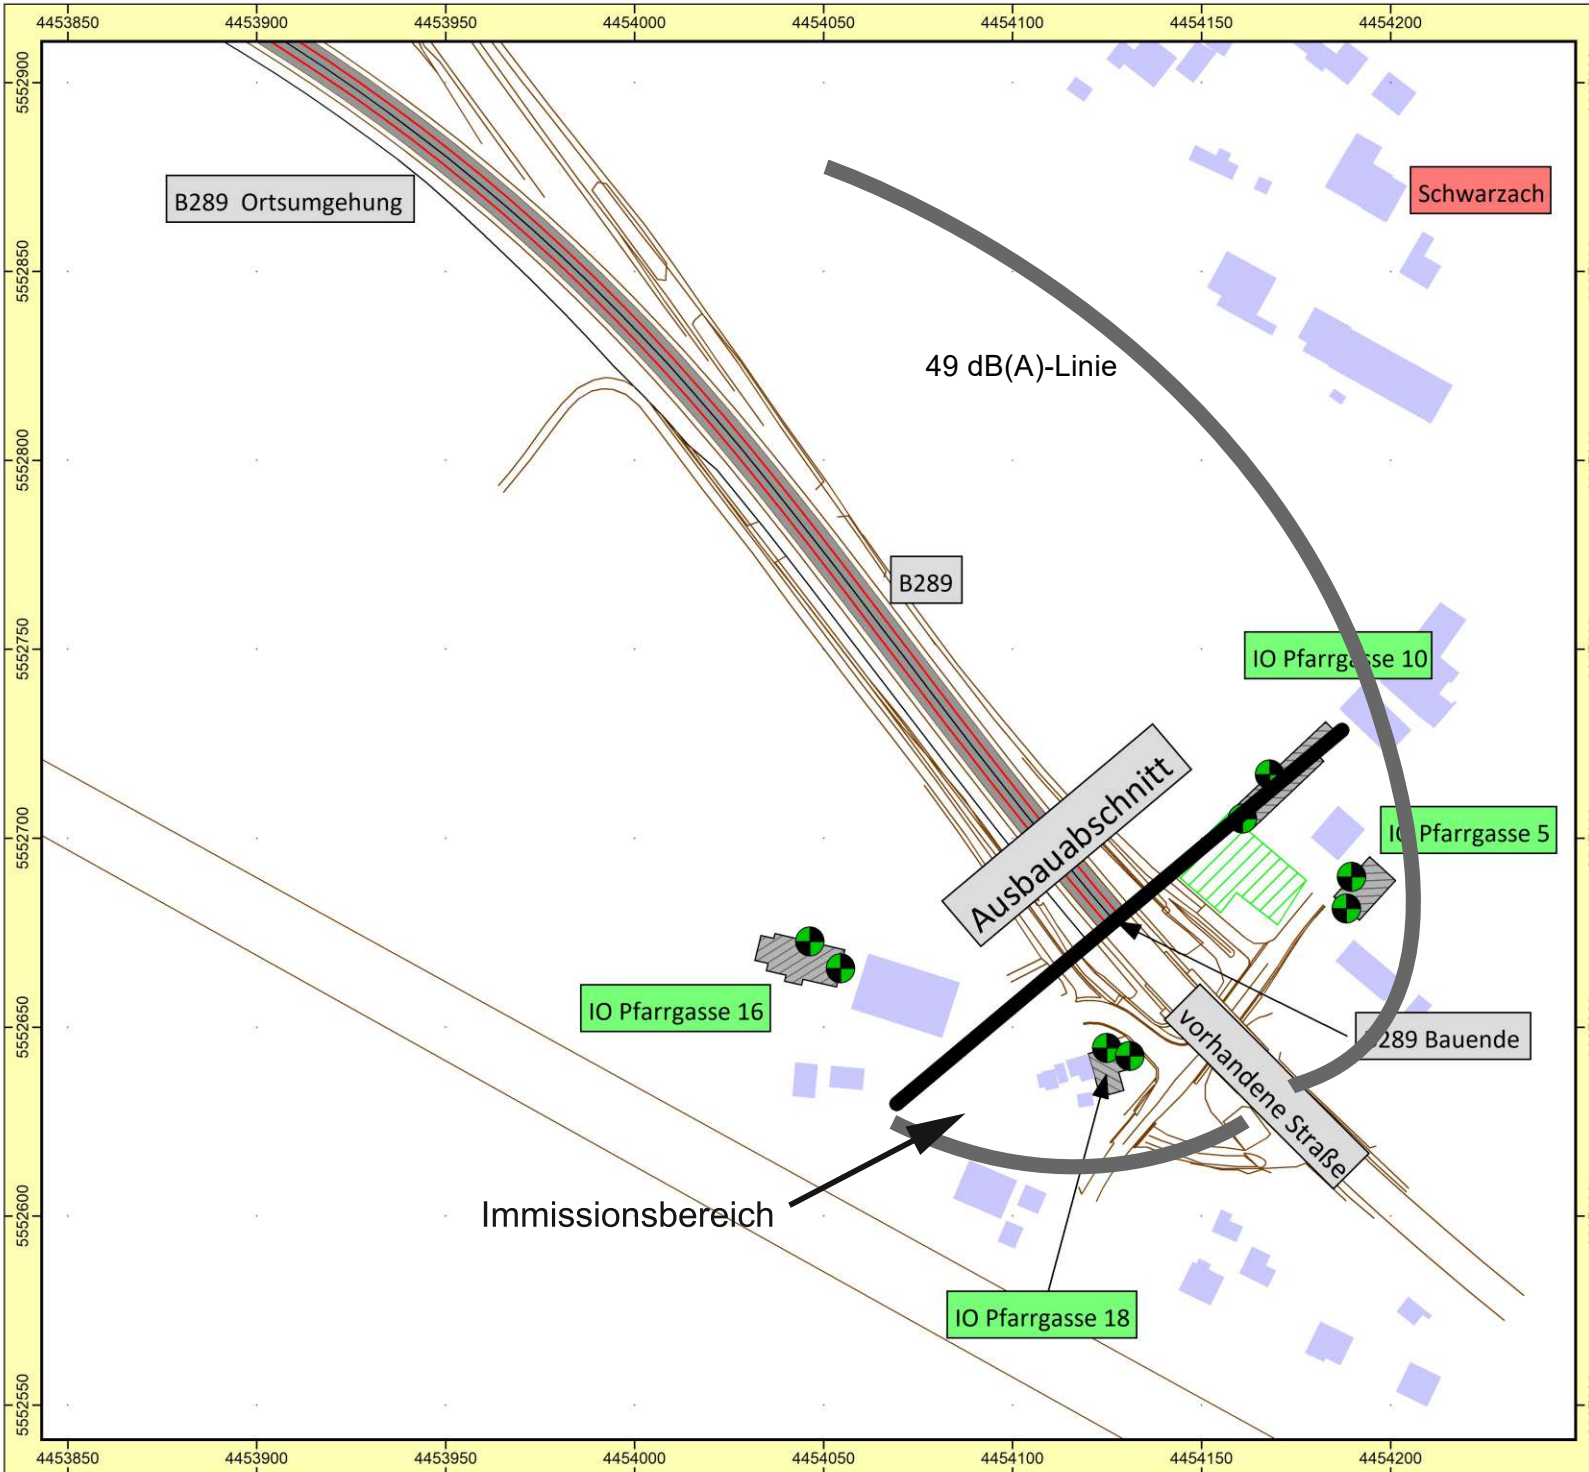 4453850 4453900 4453950 4454000 4454050 4454100 4454150 4454200
5552900
5552850
5552800
5552750
5552700
5552650
5552600
5552550
B289 Ortsumgehung
Schwarzach
49 dB(A)-Linie
B289
IO Pfarrgasse 10
Ausbauabschnitt
IO Pfarrgasse 5
IO Pfarrgasse 16
B289 Bauende
vorhandene Straße
Immissionsbereich
IO Pfarrgasse 18
4453850 4453900 4453950 4454000 4454050 4454100 4454150 4454200